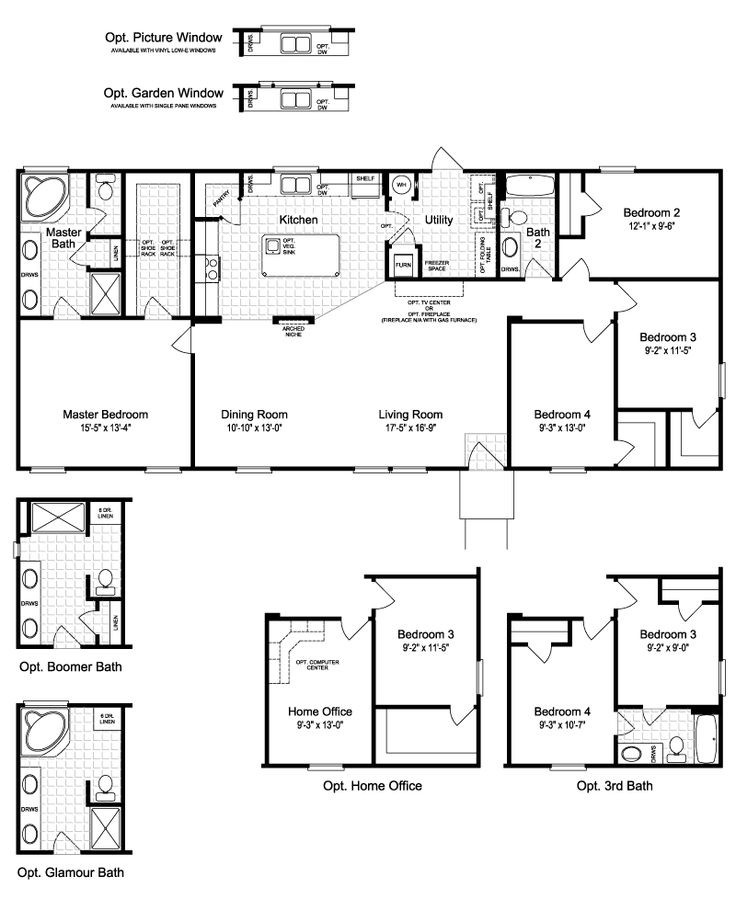 Opt. Picture Window
AVAILABLE WITH VINYL LOW-E WINDOWS
DRWS
OPT.
DW
Opt. Garden Window
AVAILABLE WITH SINGLE PANE WINDOWS
DRWS
OPT.
DW
Master
Bath
DRWS
LINEN
OPT.
SHOE
RACK
OPT.
SHOE
RACK
PANTRY
DRWS
OPT.
DW
SHELF
Kitchen
OPT.
VEG.
SINK
WH
OPT.
Utility
OPT.
SHELF
OPT.
FURN
FREEZER
SPACE
OPT. FOLDING
TABLE
Bath
2
DRWS.
Bedroom 2
12'-1" x 9'-6"
ARCHED
NICHE
OPT. TV CENTER
OR
OPT. FIREPLACE
(FIREPLACE N/A WITH GAS FURNACE)
Bedroom 3
9'-2" x 11'-5"
Master Bedroom
15'-5" x 13'-4"
Dining Room
10'-10" x 13'-0"
Living Room
17'-5" x 16'-9"
Bedroom 4
9'-3" x 13'-0"
6 DR.
LINEN
DRWS
LINEN
Opt. Boomer Bath
6 DR.
LINEN
DRWS
Opt. Glamour Bath
OPT. COMPUTER
CENTER
Bedroom 3
9'-2" x 11'-5"
Home Office
9'-3" x 13'-0"
Opt. Home Office
Bedroom 3
9'-2" x 9'-0"
Bedroom 4
9'-3" x 10'-7"
DRWS
Opt. 3rd Bath